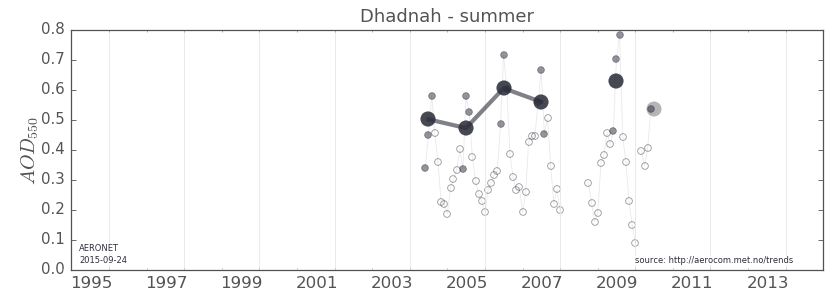 Dhadnah - summer
0.8
0.7
0.6
0.5
0.4
0.3
0.2
0.1
0.0
AOD550
AERONET
2015-09-24
source: http://aerocom.met.no/trends
1995 1997 1999 2001 2003 2005 2007 2009 2011 2013